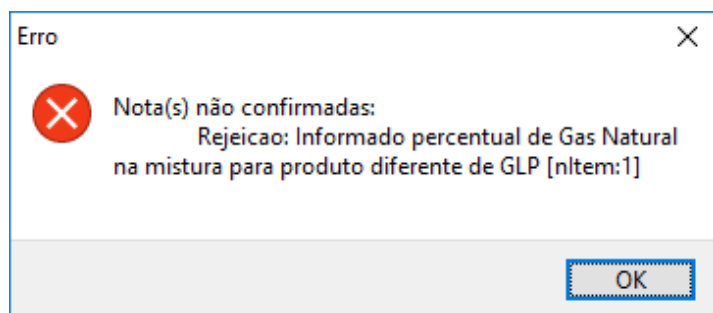 Erro
Nota(s) não confirmadas:
Rejeicao: Informado percentual de Gas Natural
na mistura para produto diferente de GLP [nItem:1]
OK